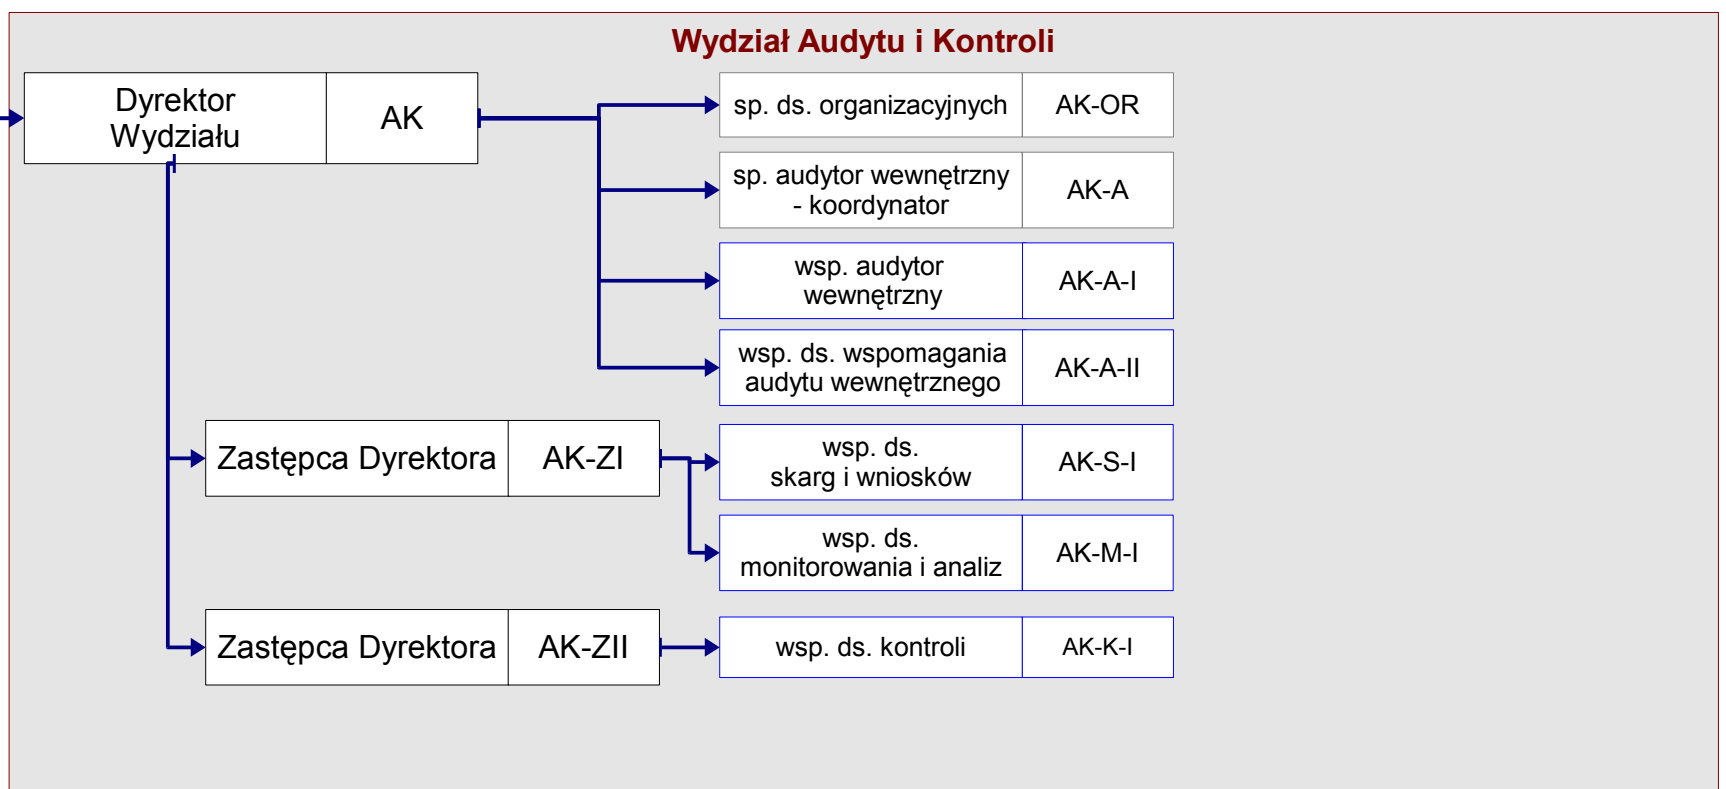 Wydział Audytu i Kontroli
Dyrektor
Wydziału
AK
sp. ds. organizacyjnych
AK-OR
sp. audytor wewnętrzny
- koordynator
AK-A
wsp. audytor
wewnętrzny
AK-A-I
wsp. ds. wspomagania
audytu wewnętrznego
AK-A-II
Zastępca Dyrektora
AK-ZI
wsp. ds.
skarg i wniosków
AK-S-I
wsp. ds.
monitorowania i analiz
AK-M-I
Zastępca Dyrektora
AK-ZII
wsp. ds. kontroli
AK-K-I